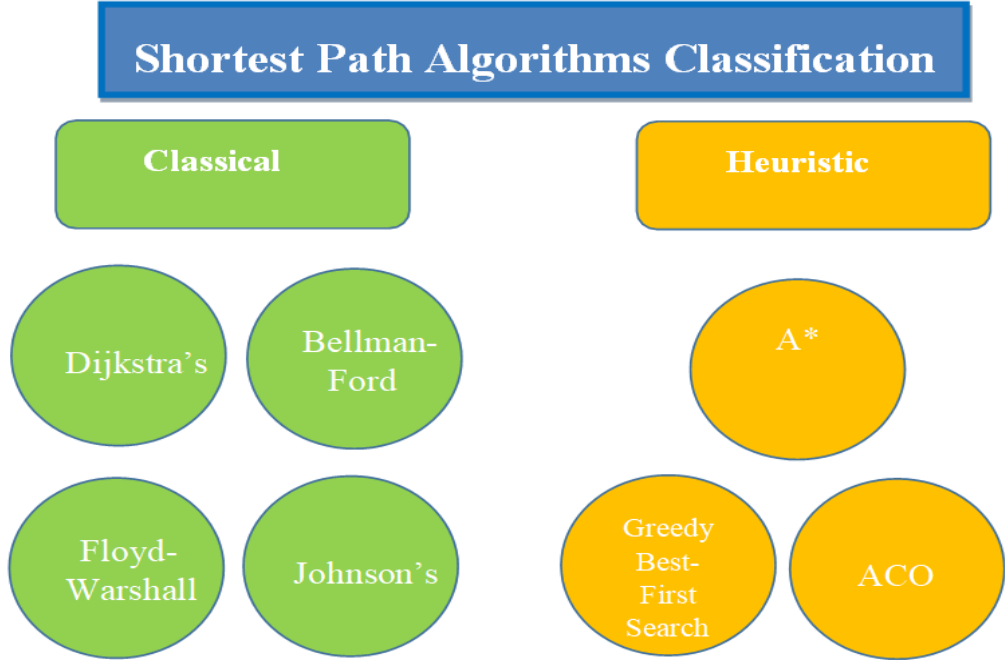 Shortest Path Algorithms Classification
Classical
Heuristic
Dijkstra’s
Bellman-
Ford
A*
Floyd-
Warshall
Johnson’s
Greedy
Best-
First
Search
ACO